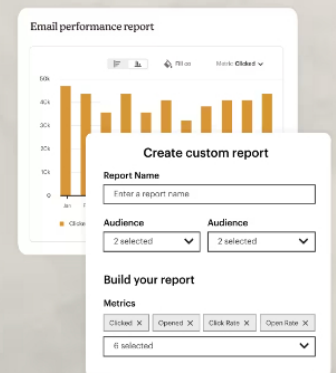 Email performance report
Fill as
Metric Clicked
50k
40k
30k
20k
10k
0
Jan
Create custom report
Report Name
Enter a report name
Audience
Audience
2 selected
2 selected
Build your report
Metrics
Clicked X Opened X Click Rate X Open Rate X
6 selected